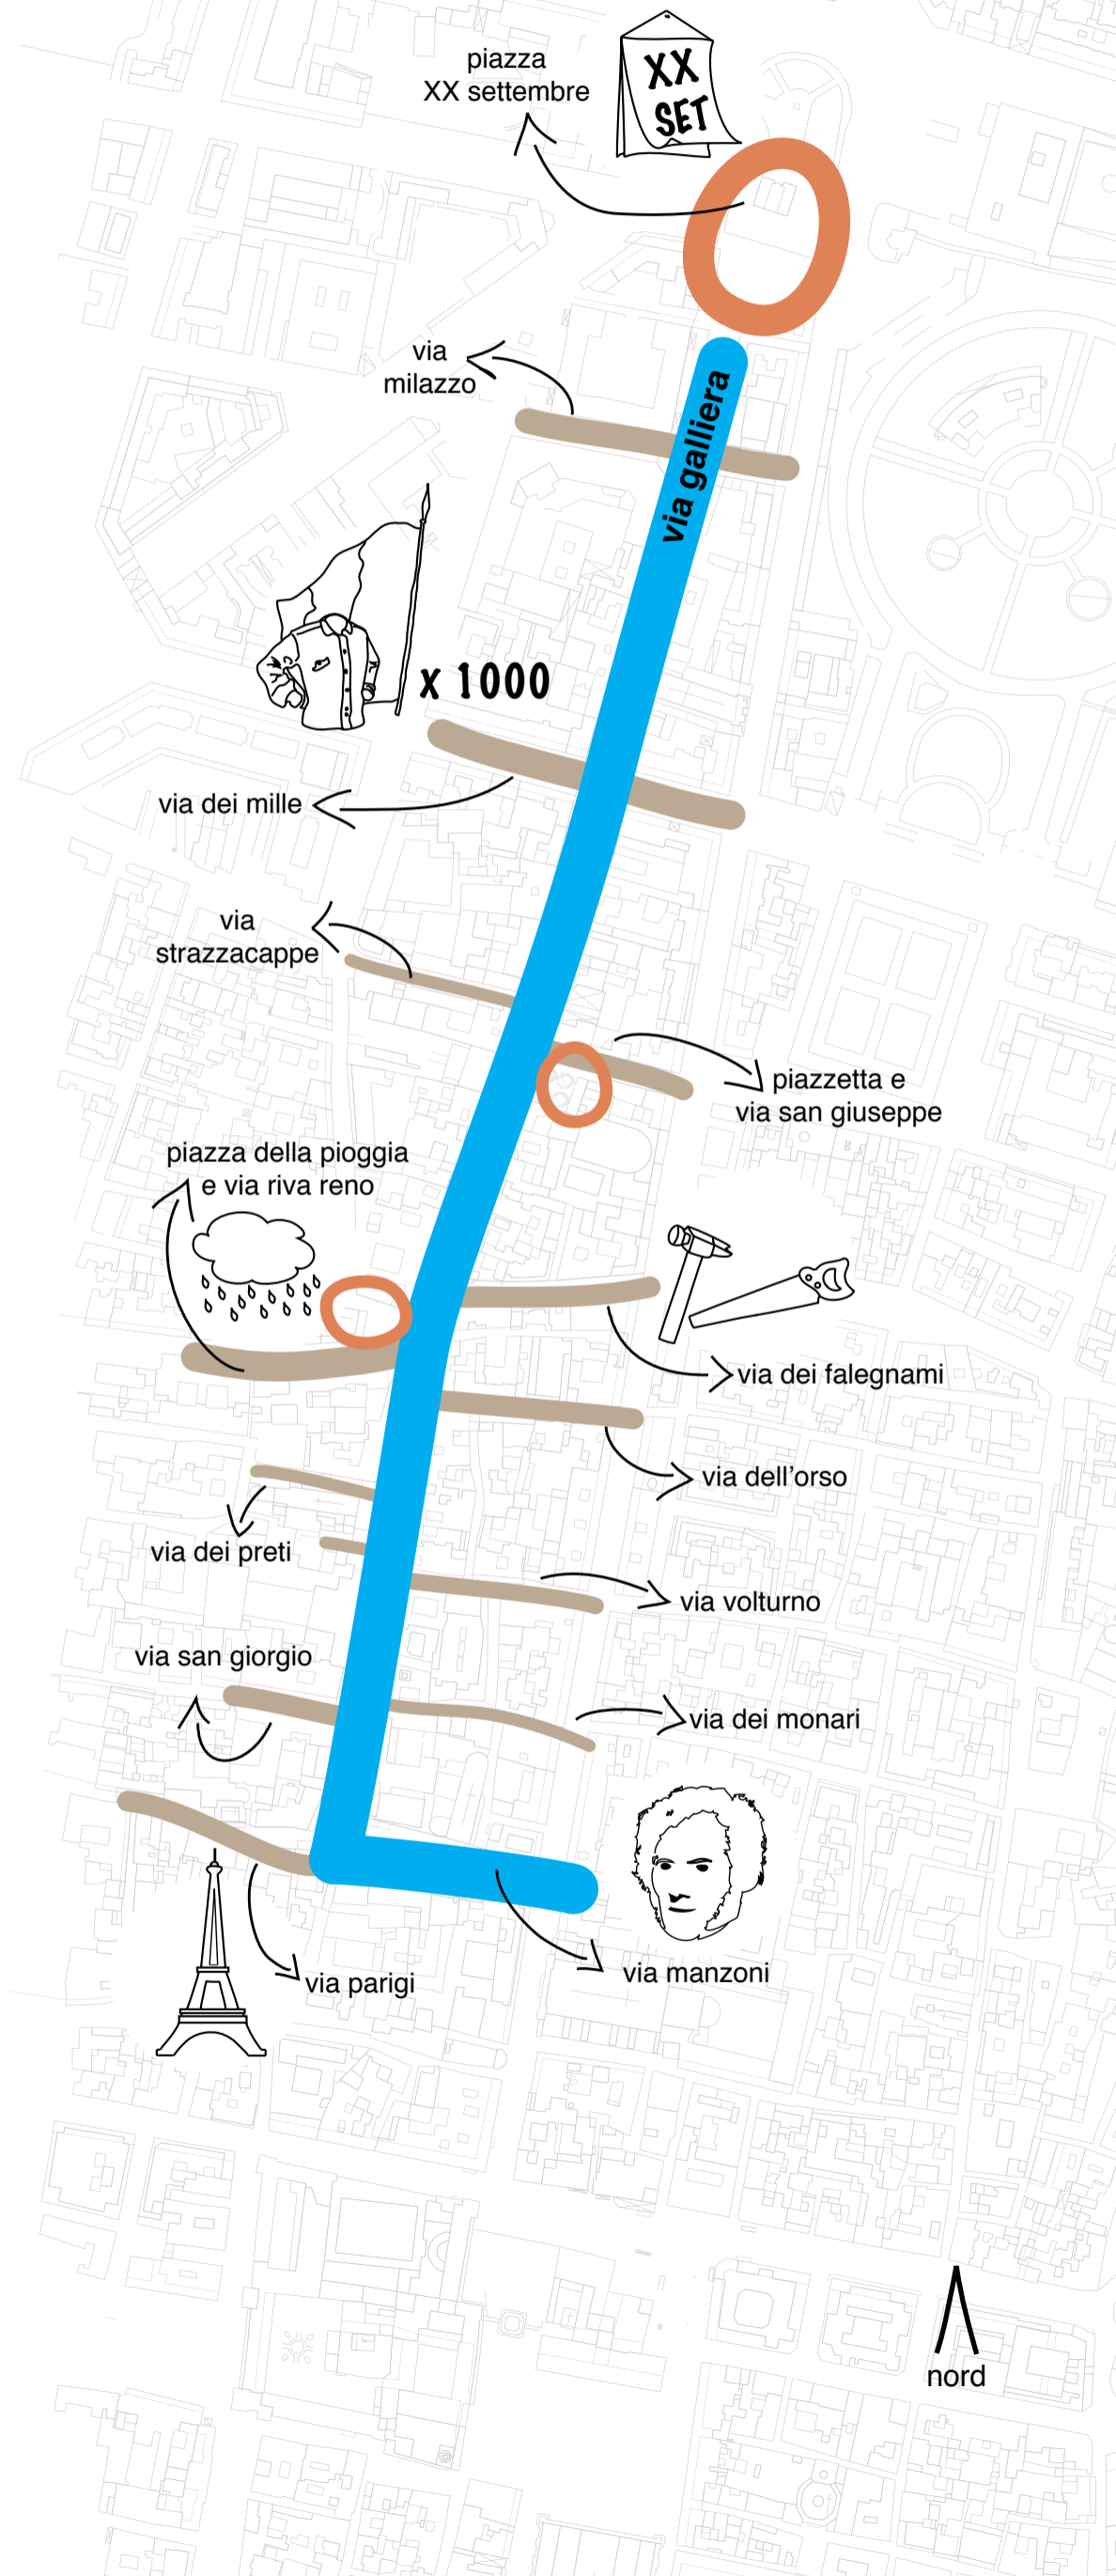 piazza
XX settembre
XX
SET
via galliera
via
milazzo
x 1000
via dei mille
via
strazzacappe
piazzetta e
via san giuseppe
piazza della pioggia
e via riva reno
via dei falegnami
via dell'orso
via dei preti
via volturno
via san giorgio
via dei monari
via parigi
via manzoni
nord